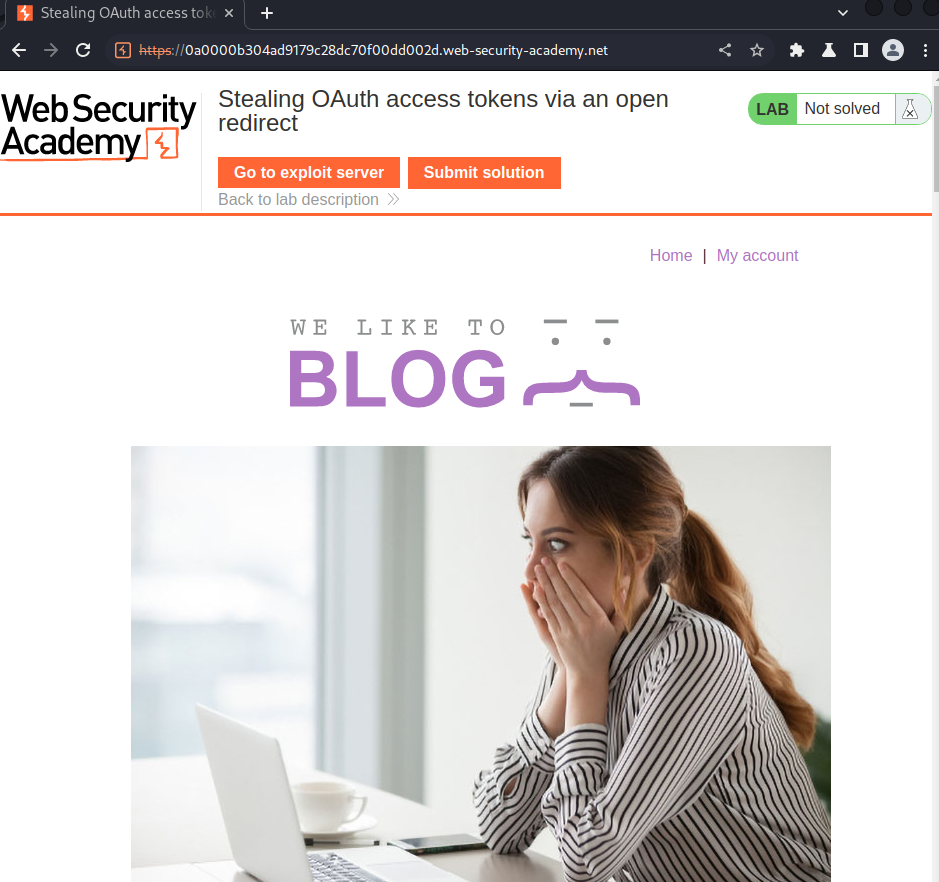 Stealing OAuth access tok
https://0a0000b304ad9179c28dc70f00dd002d.web-security-academy.net
Web Security
Academy
Stealing OAuth access tokens via an open
redirect
LAB Not solved
Go to exploit server Submit solution
Back to lab description
Home | My account
WE LIKE TO
BLOG